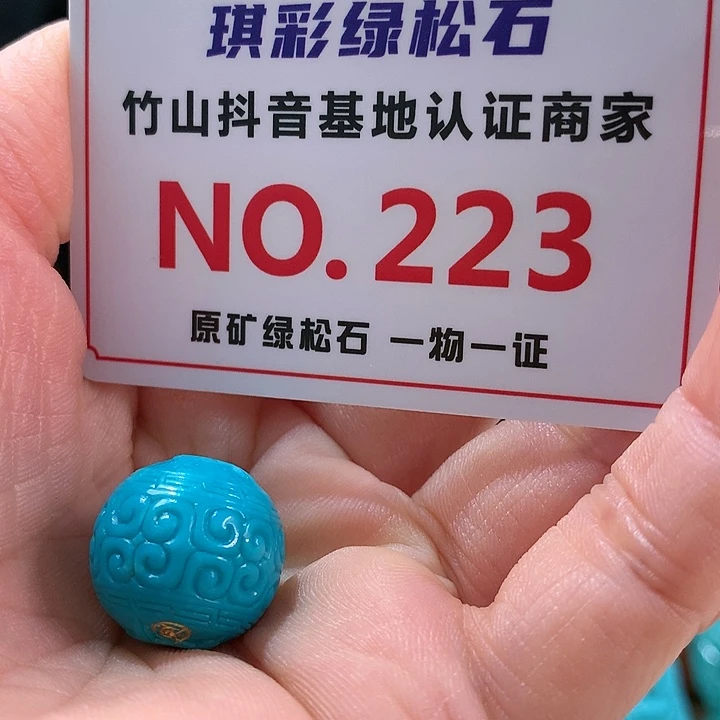 琪彩绿松石
竹山抖音基地认证商家
NO.223
原矿绿松石 一物一证